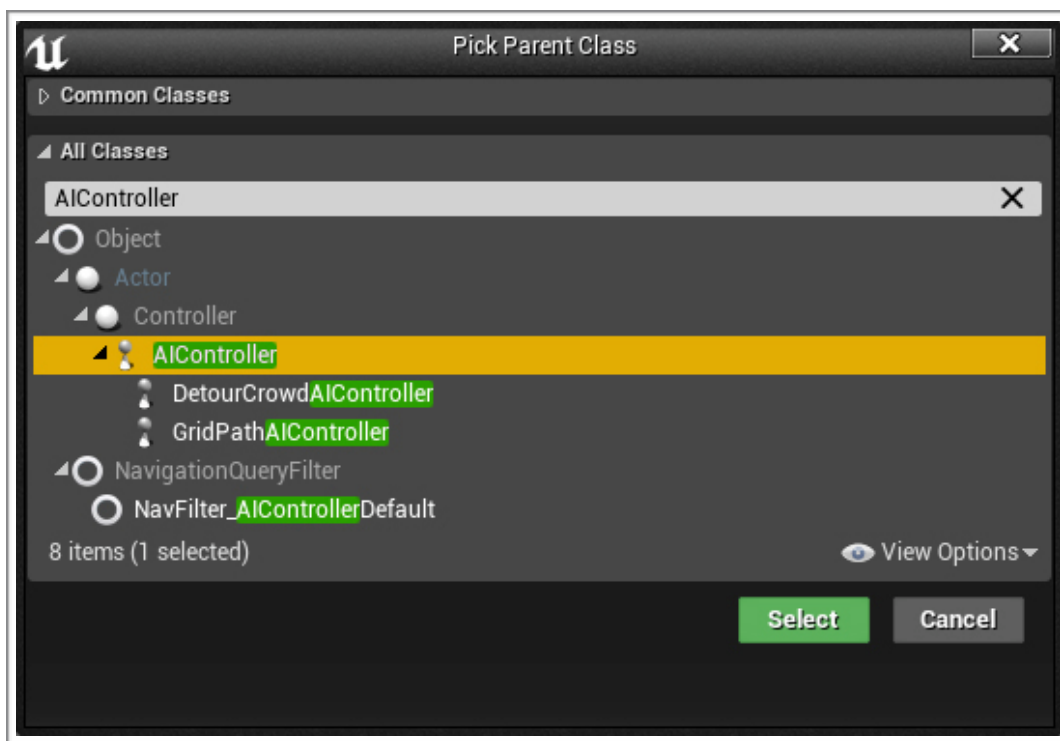 Pick Parent Class
Common Classes
All Classes
AIController
Object
Actor
Controller
AIController
DetourCrowdAIController
GridPathAIController
NavigationQueryFilter
NavFilter_AIControllerDefault
8 items (1 selected) View Options
Select Cancel